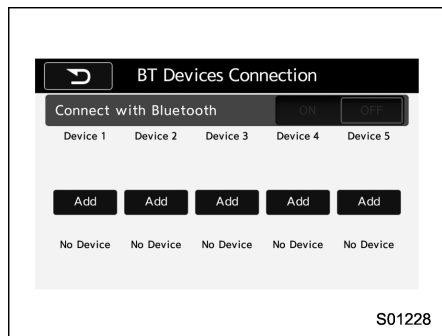 BT Devices Connection
Connect with Bluetooth ON OFF
Device 1 Device 2 Device 3 Device 4 Device 5
Add Add Add Add Add
No Device No Device No Device No Device No Device
S01228